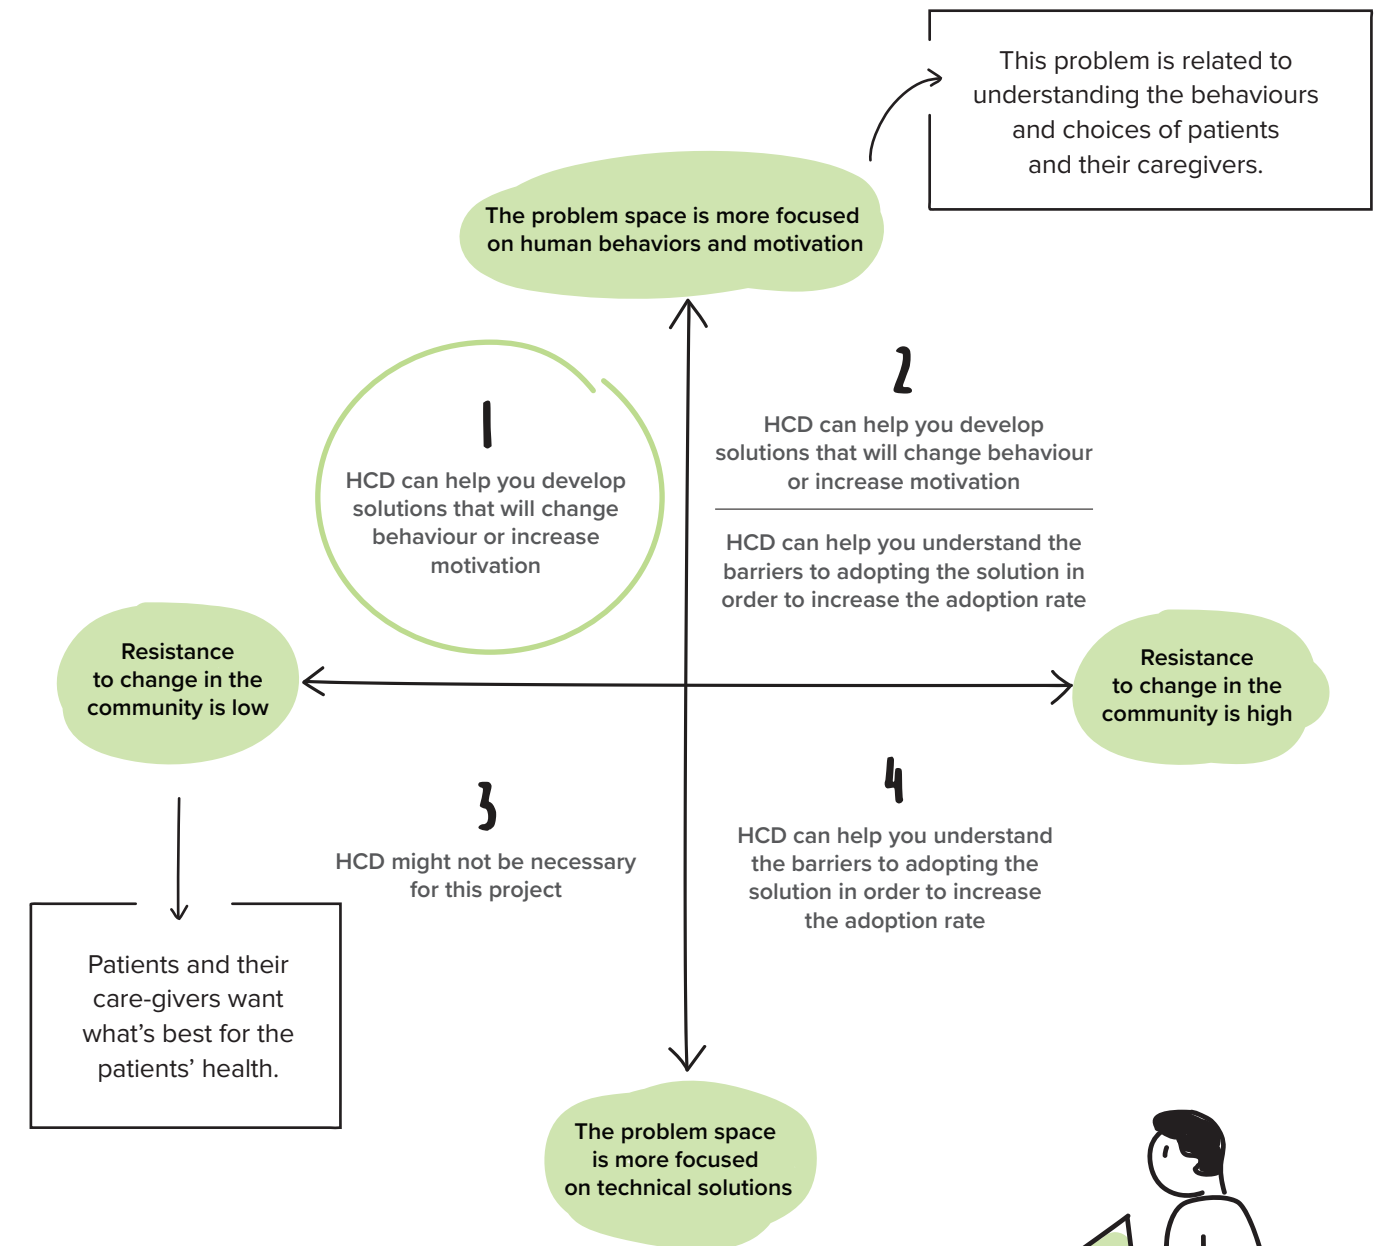 This problem is related to
understanding the behaviours
and choices of patients
and their caregivers.
The problem space is more focused
on human behaviors and motivation
1
HCD can help you develop
solutions that will change
behaviour or increase
motivation
2
HCD can help you develop
solutions that will change behaviour
or increase motivation
HCD can help you understand the
barriers to adopting the solution in
order to increase the adoption rate
Resistance
to change in the
community is low
Resistance
to change in the
community is high
3
HCD might not be necessary
for this project
4
HCD can help you understand
the barriers to adopting the
solution in order to increase
the adoption rate
Patients and their
care-givers want
what’s best for the
patients’ health.
The problem space
is more focused
on technical solutions